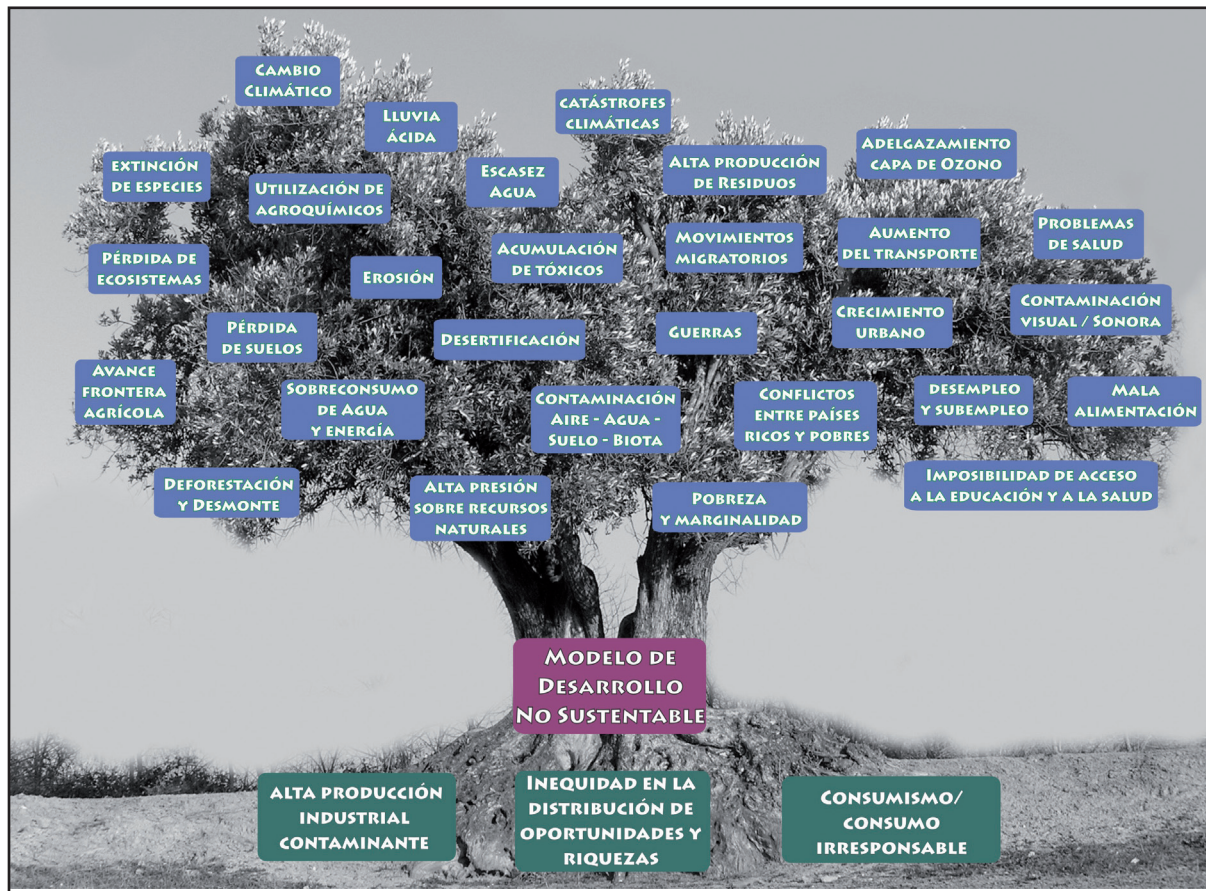 Cambio
Climático
Lluvia
ácida
catástrofes
climáticas
Adelgazamiento
capa de Ozono
extinción
de especies
Utilización de
agroquímicos
Escasez
Agua
Alta producción
de Residuos
Problemas
de salud
Pérdida de
ecosistemas
Erosión
Acumulación
de tóxicos
Movimientos
migratorios
Aumento
del transporte
Contaminación
visual / Sonora
Pérdida
de suelos
Desertificación
Guerras
Crecimiento
urbano
Avance
frontera
agrícola
Sobreconsumo
de Agua
y energía
Contaminación
Aire - Agua -
Suelo - Biota
Conflictos
entre países
ricos y pobres
desempleo
y subempleo
Mala
alimentación
Deforestación
y Desmonte
Alta presión
sobre recursos
naturales
Pobreza
y marginalidad
Imposibilidad de acceso
a la educación y a la salud
Modelo de
Desarrollo
No Sustentable
alta producción
industrial
contaminante
Inequidad en la
distribución de
oportunidades y
riquezas
Consumismo/
consumo
irresponsable